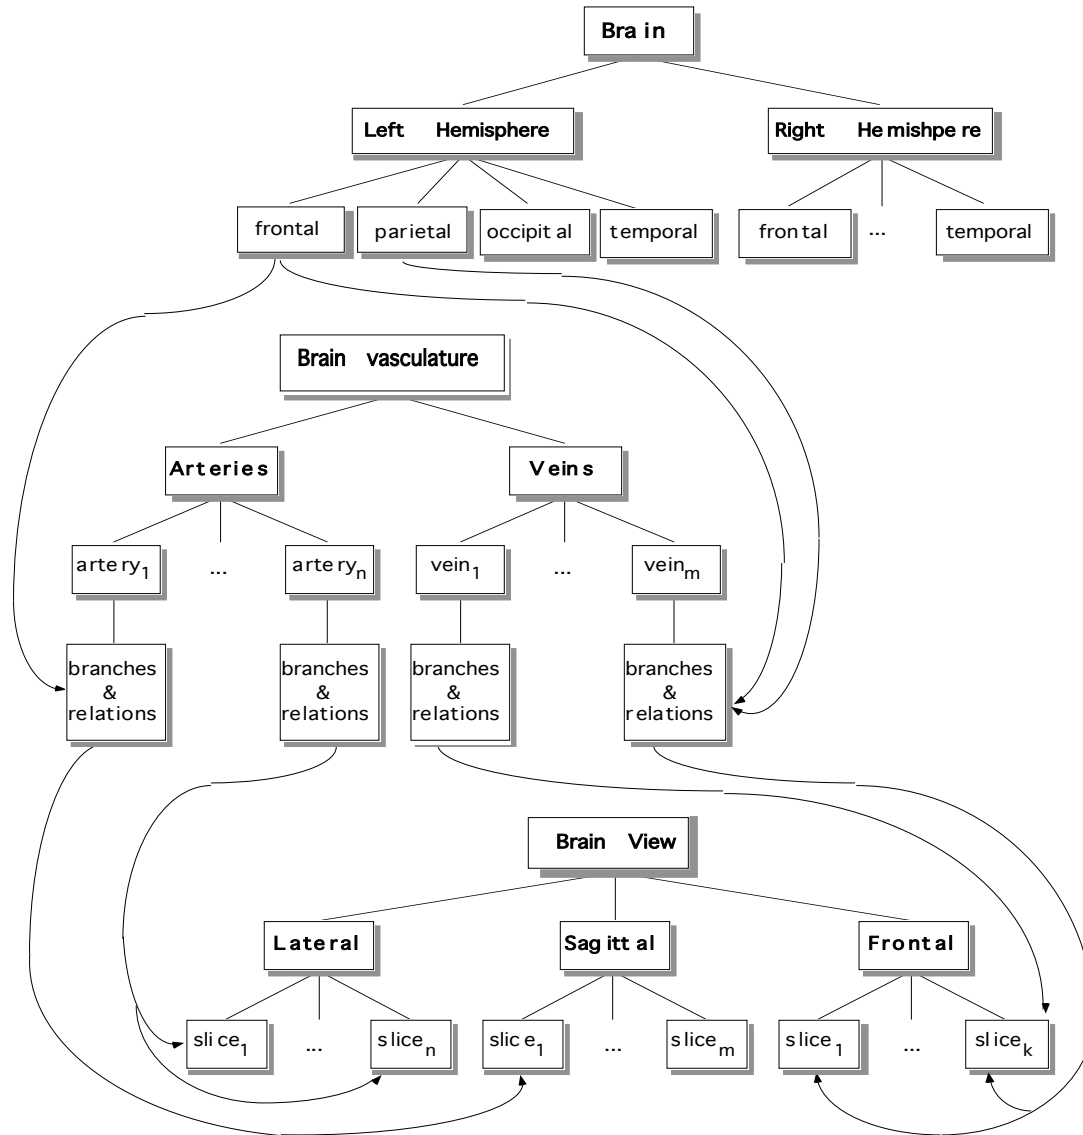 Brain
Left Hemisphere
Right Hemishpere
frontal
parietal
occipital
temporal
frontal
...
temporal
Brain vasculature
Arteries
Veins
artery1
...
arteryn
vein1
...
veinm
branches
&
relations
branches
&
relations
branches
&
relations
branches
&
relations
Brain View
Lateral
Sagittal
Frontal
slice1
...
slicen
slice1
...
slicem
slice1
...
slicek